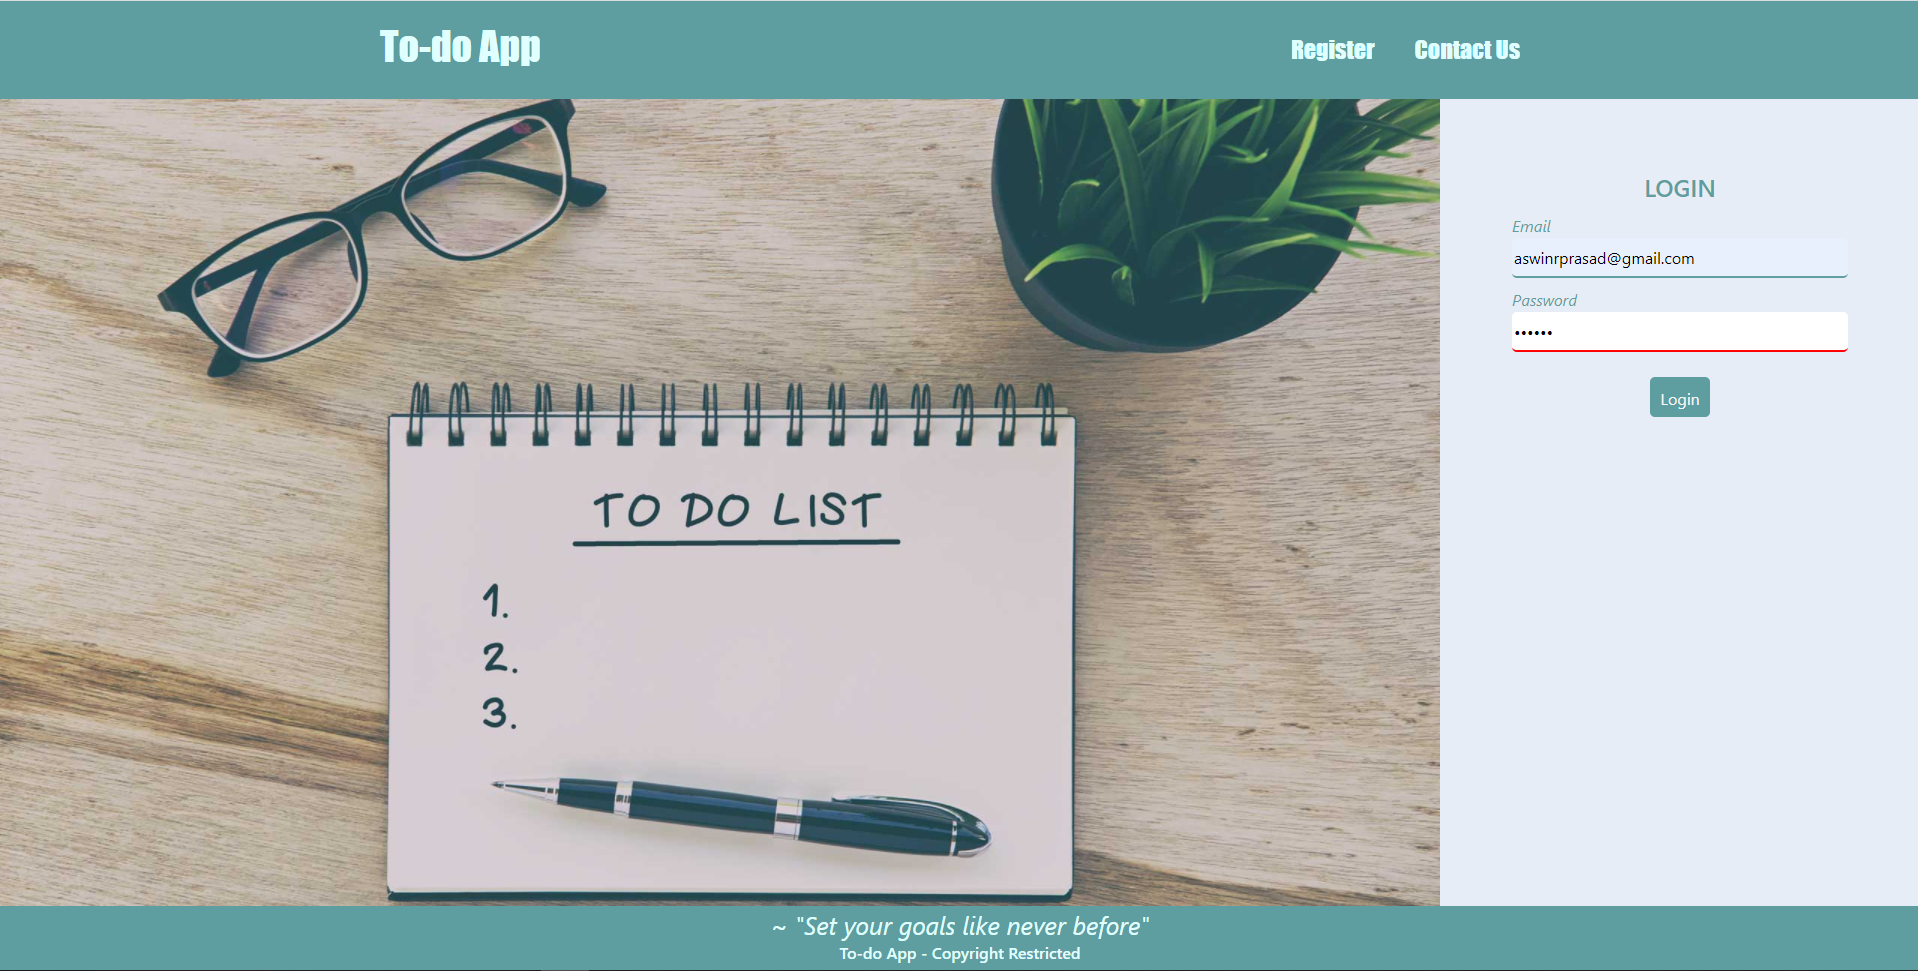 To-do App
Register
Contact Us
LOGIN
Email
aswinrprasad@gmail.com
Password
••••••
Login
TO DO LIST
1.
2.
3.
~ "Set your goals like never before"
To-do App - Copyright Restricted